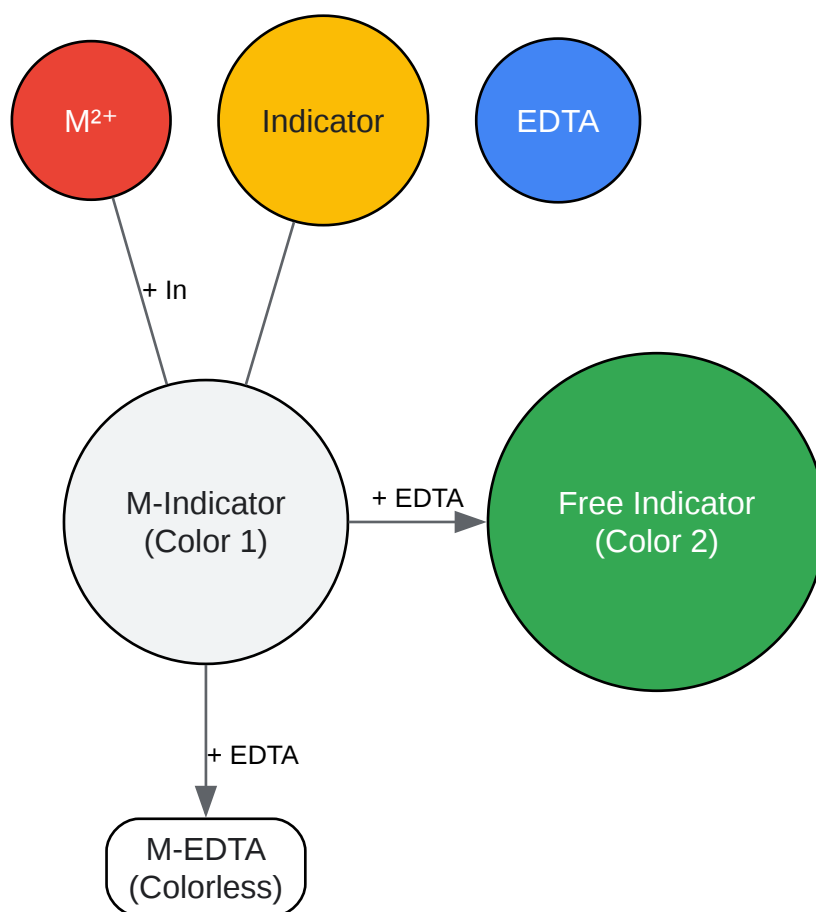 M²⁺
Indicator
EDTA
+ In
M-Indicator
(Color 1)
+ EDTA
Free Indicator
(Color 2)
+ EDTA
M-EDTA
(Colorless)